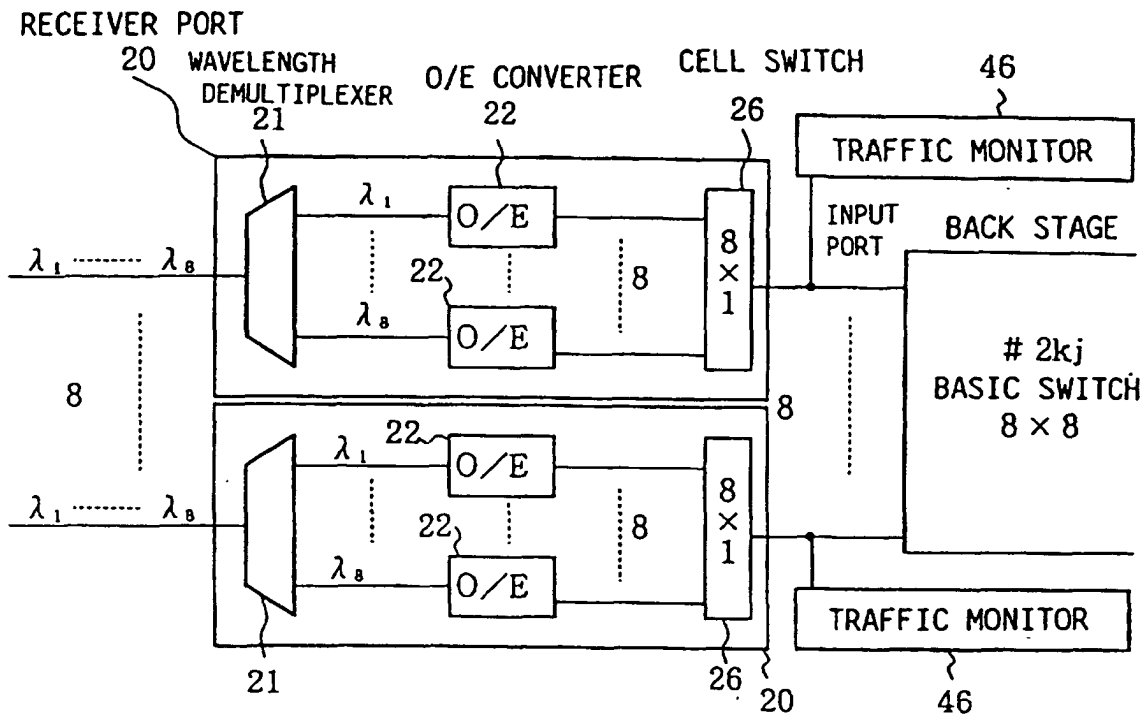 RECEIVER PORT
20
WAVELENGTH
DEMULTIPLEXER
21
O/E CONVERTER
22
CELL SWITCH
26
46
TRAFFIC MONITOR
λ1 λ8
λ1
O/E
22
λ8
O/E
8
8×1
INPUT
PORT
BACK STAGE
# 2kj
BASIC SWITCH
8×8
8
8
λ1 λ8
λ1
22
O/E
22
λ8
O/E
8
8×1
TRAFFIC MONITOR
21
26
20
46